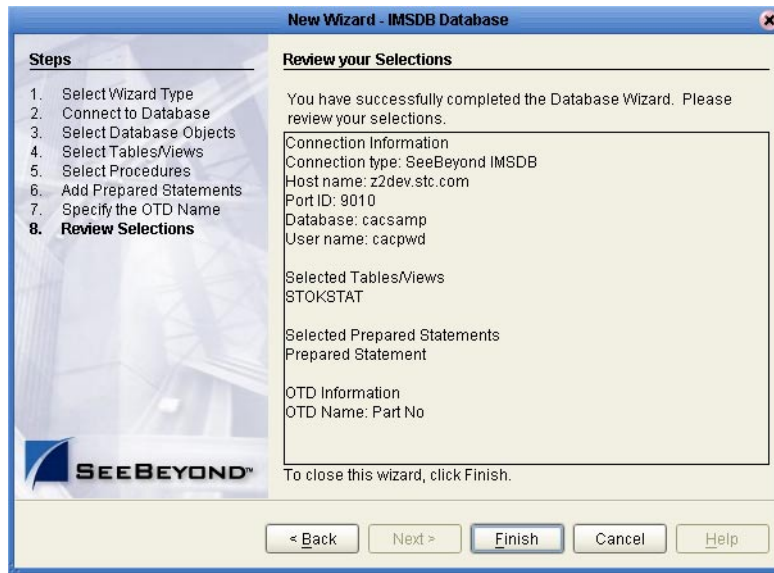 New Wizard - IMSDB Database
Steps
1. Select Wizard Type
2. Connect to Database
3. Select Database Objects
4. Select Tables/Views
5. Select Procedures
6. Add Prepared Statements
7. Specify the OTD Name
8. Review Selections
SEEBEYOND™
Review your Selections
You have successfully completed the Database Wizard. Please
review your selections.
Connection Information
Connection type: SeeBeyond IMSDB
Host name: z2dev.stc.com
Port ID: 9010
Database: cacsamp
User name: cacpwd
Selected Tables/Views
STOKSTAT
Selected Prepared Statements
Prepared Statement
OTD Information
OTD Name: Part No
To close this wizard, click Finish.
< Back
Next >
Finish
Cancel
Help